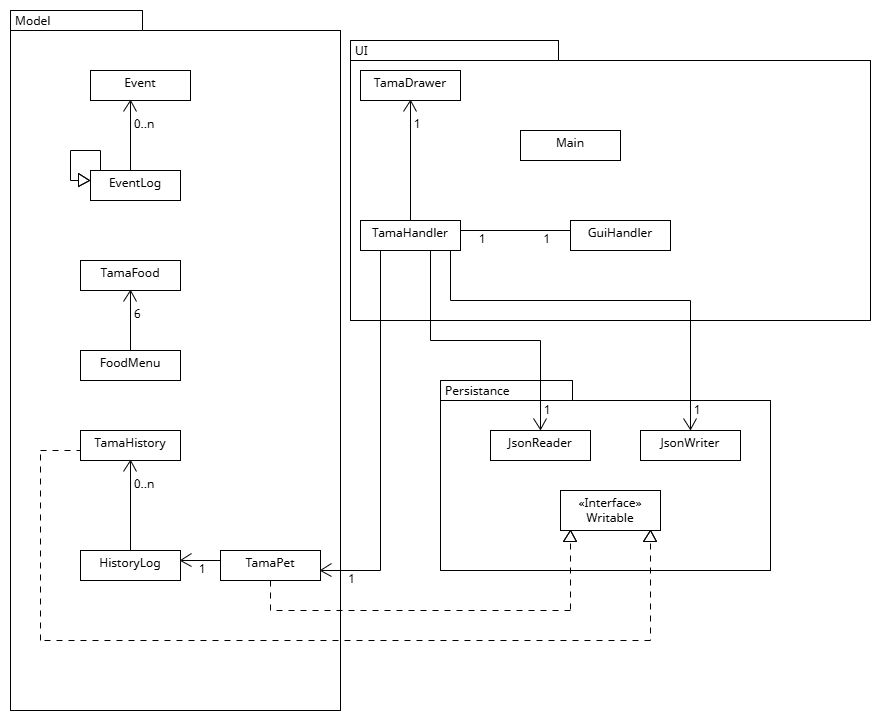 Model
UI
Event
TamaDrawer
0..n
1
Main
EventLog
TamaHandler
1
1
GuiHandler
TamaFood
6
FoodMenu
Persistance
1
1
TamaHistory
JsonReader
JsonWriter
0..n
«Interface»
Writable
HistoryLog
1
TamaPet
1